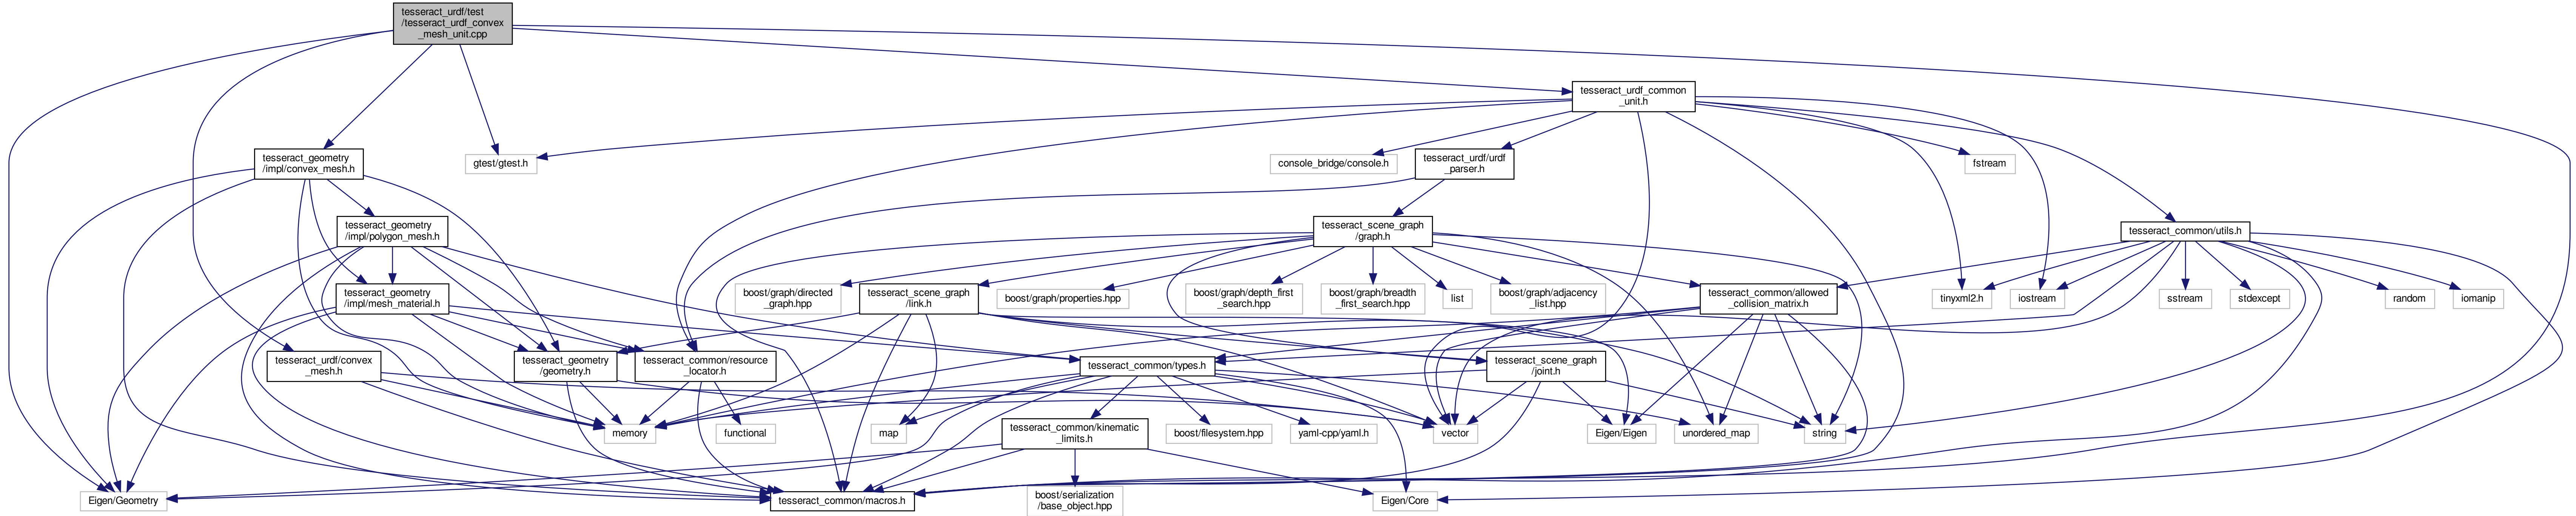 tesseract_urdf/test
/tesseract_urdf_convex
_mesh_unit.cpp
tesseract_urdf_common
_unit.h
tesseract_geometry
/impl/convex_mesh.h
gtest/gtest.h
console_bridge/console.h
tesseract_urdf/urdf
_parser.h
fstream
tesseract_geometry
/impl/polygon_mesh.h
tesseract_scene_graph
/graph.h
tesseract_common/utils.h
tesseract_geometry
/impl/mesh_material.h
boost/graph/directed
_graph.hpp
tesseract_scene_graph
/link.h
boost/graph/properties.hpp
boost/graph/depth_first
_search.hpp
boost/graph/breadth
_first_search.hpp
list
boost/graph/adjacency
_list.hpp
tesseract_common/allowed
_collision_matrix.h
tinyxml2.h
iostream
sstream
stdexcept
random
iomanip
tesseract_urdf/convex
_mesh.h
tesseract_geometry
/geometry.h
tesseract_common/resource
_locator.h
tesseract_common/types.h
tesseract_scene_graph
/joint.h
memory
functional
map
tesseract_common/kinematic
_limits.h
boost/filesystem.hpp
yaml-cpp/yaml.h
vector
Eigen/Eigen
unordered_map
string
Eigen/Geometry
tesseract_common/macros.h
boost/serialization
/base_object.hpp
Eigen/Core